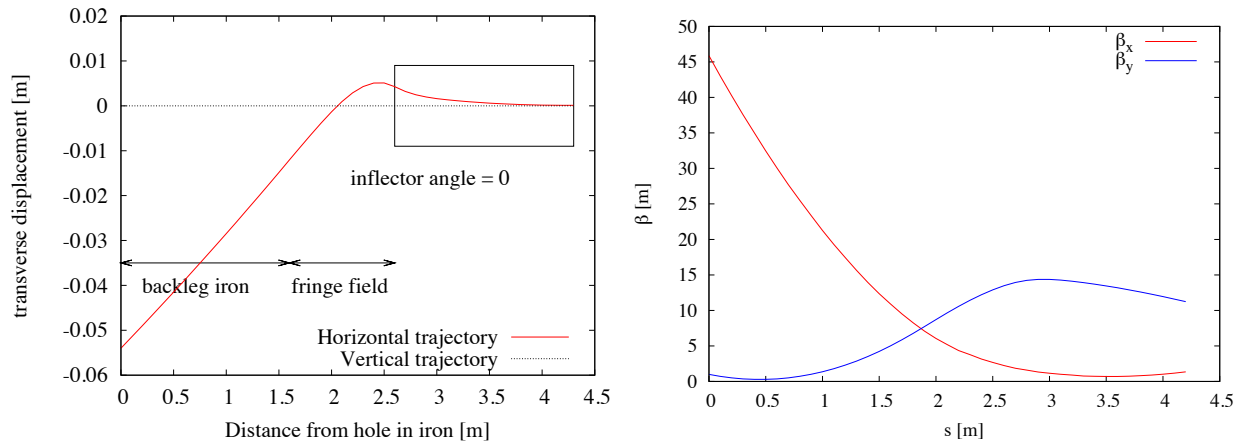 0.02
0.01
0
-0.01
-0.02
-0.03
-0.04
-0.05
-0.06
transverse displacement [m]
inflector angle = 0
backleg iron fringe field
Horizontal trajectory
Vertical trajectory
0 0.5 1 1.5 2 2.5 3 3.5 4 4.5
Distance from hole in iron [m]
50
45
40
35
30
25
20
15
10
5
0
β [m]
βx
βy
0 0.5 1 1.5 2 2.5 3 3.5 4 4.5
s [m]